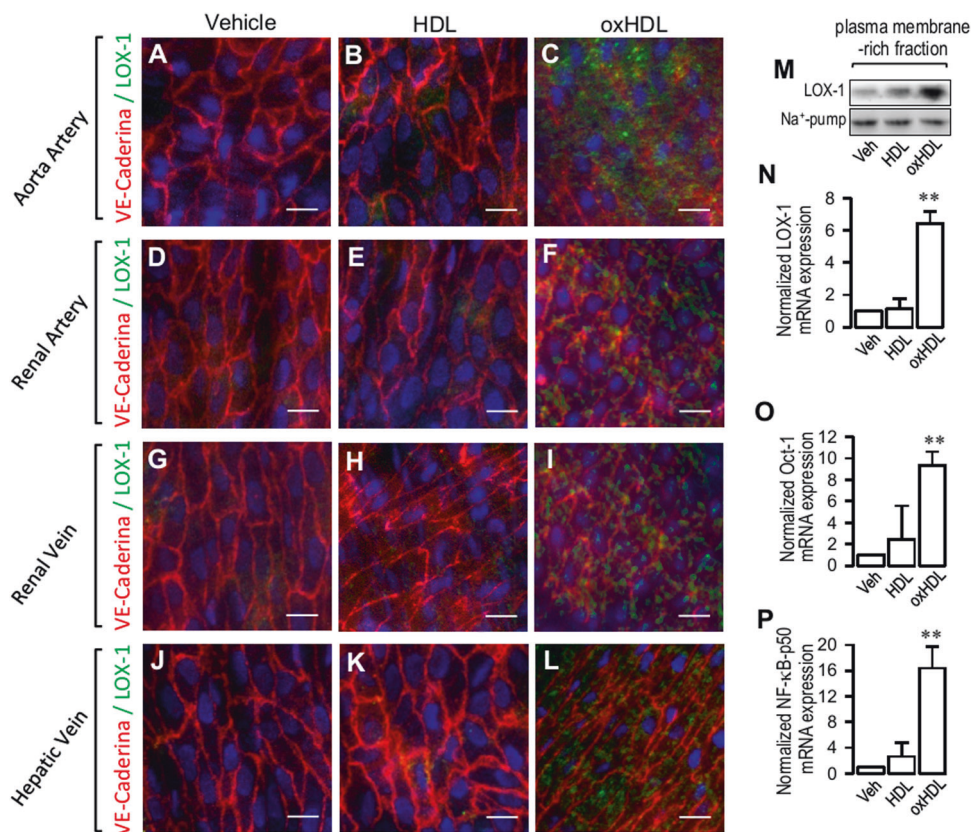 Vehicle
HDL
oxHDL
Aorta Artery
VE-Caderina / LOX-1
A
B
C
Renal Artery
VE-Caderina / LOX-1
D
E
F
Renal Vein
VE-Caderina / LOX-1
G
H
I
Hepatic Vein
VE-Caderina / LOX-1
J
K
L
plasma membrane
-rich fraction
M
LOX-1
Na⁺-pump
Veh
HDL
oxHDL
N
Normalized LOX-1
mRNA expression
8
6
4
2
0
**
Veh
HDL
oxHDL
O
Normalized Oct-1
mRNA expression
12
10
8
6
4
2
0
**
Veh
HDL
oxHDL
P
Normalized NF-κB-p50
mRNA expression
20
16
12
8
4
0
**
Veh
HDL
oxHDL